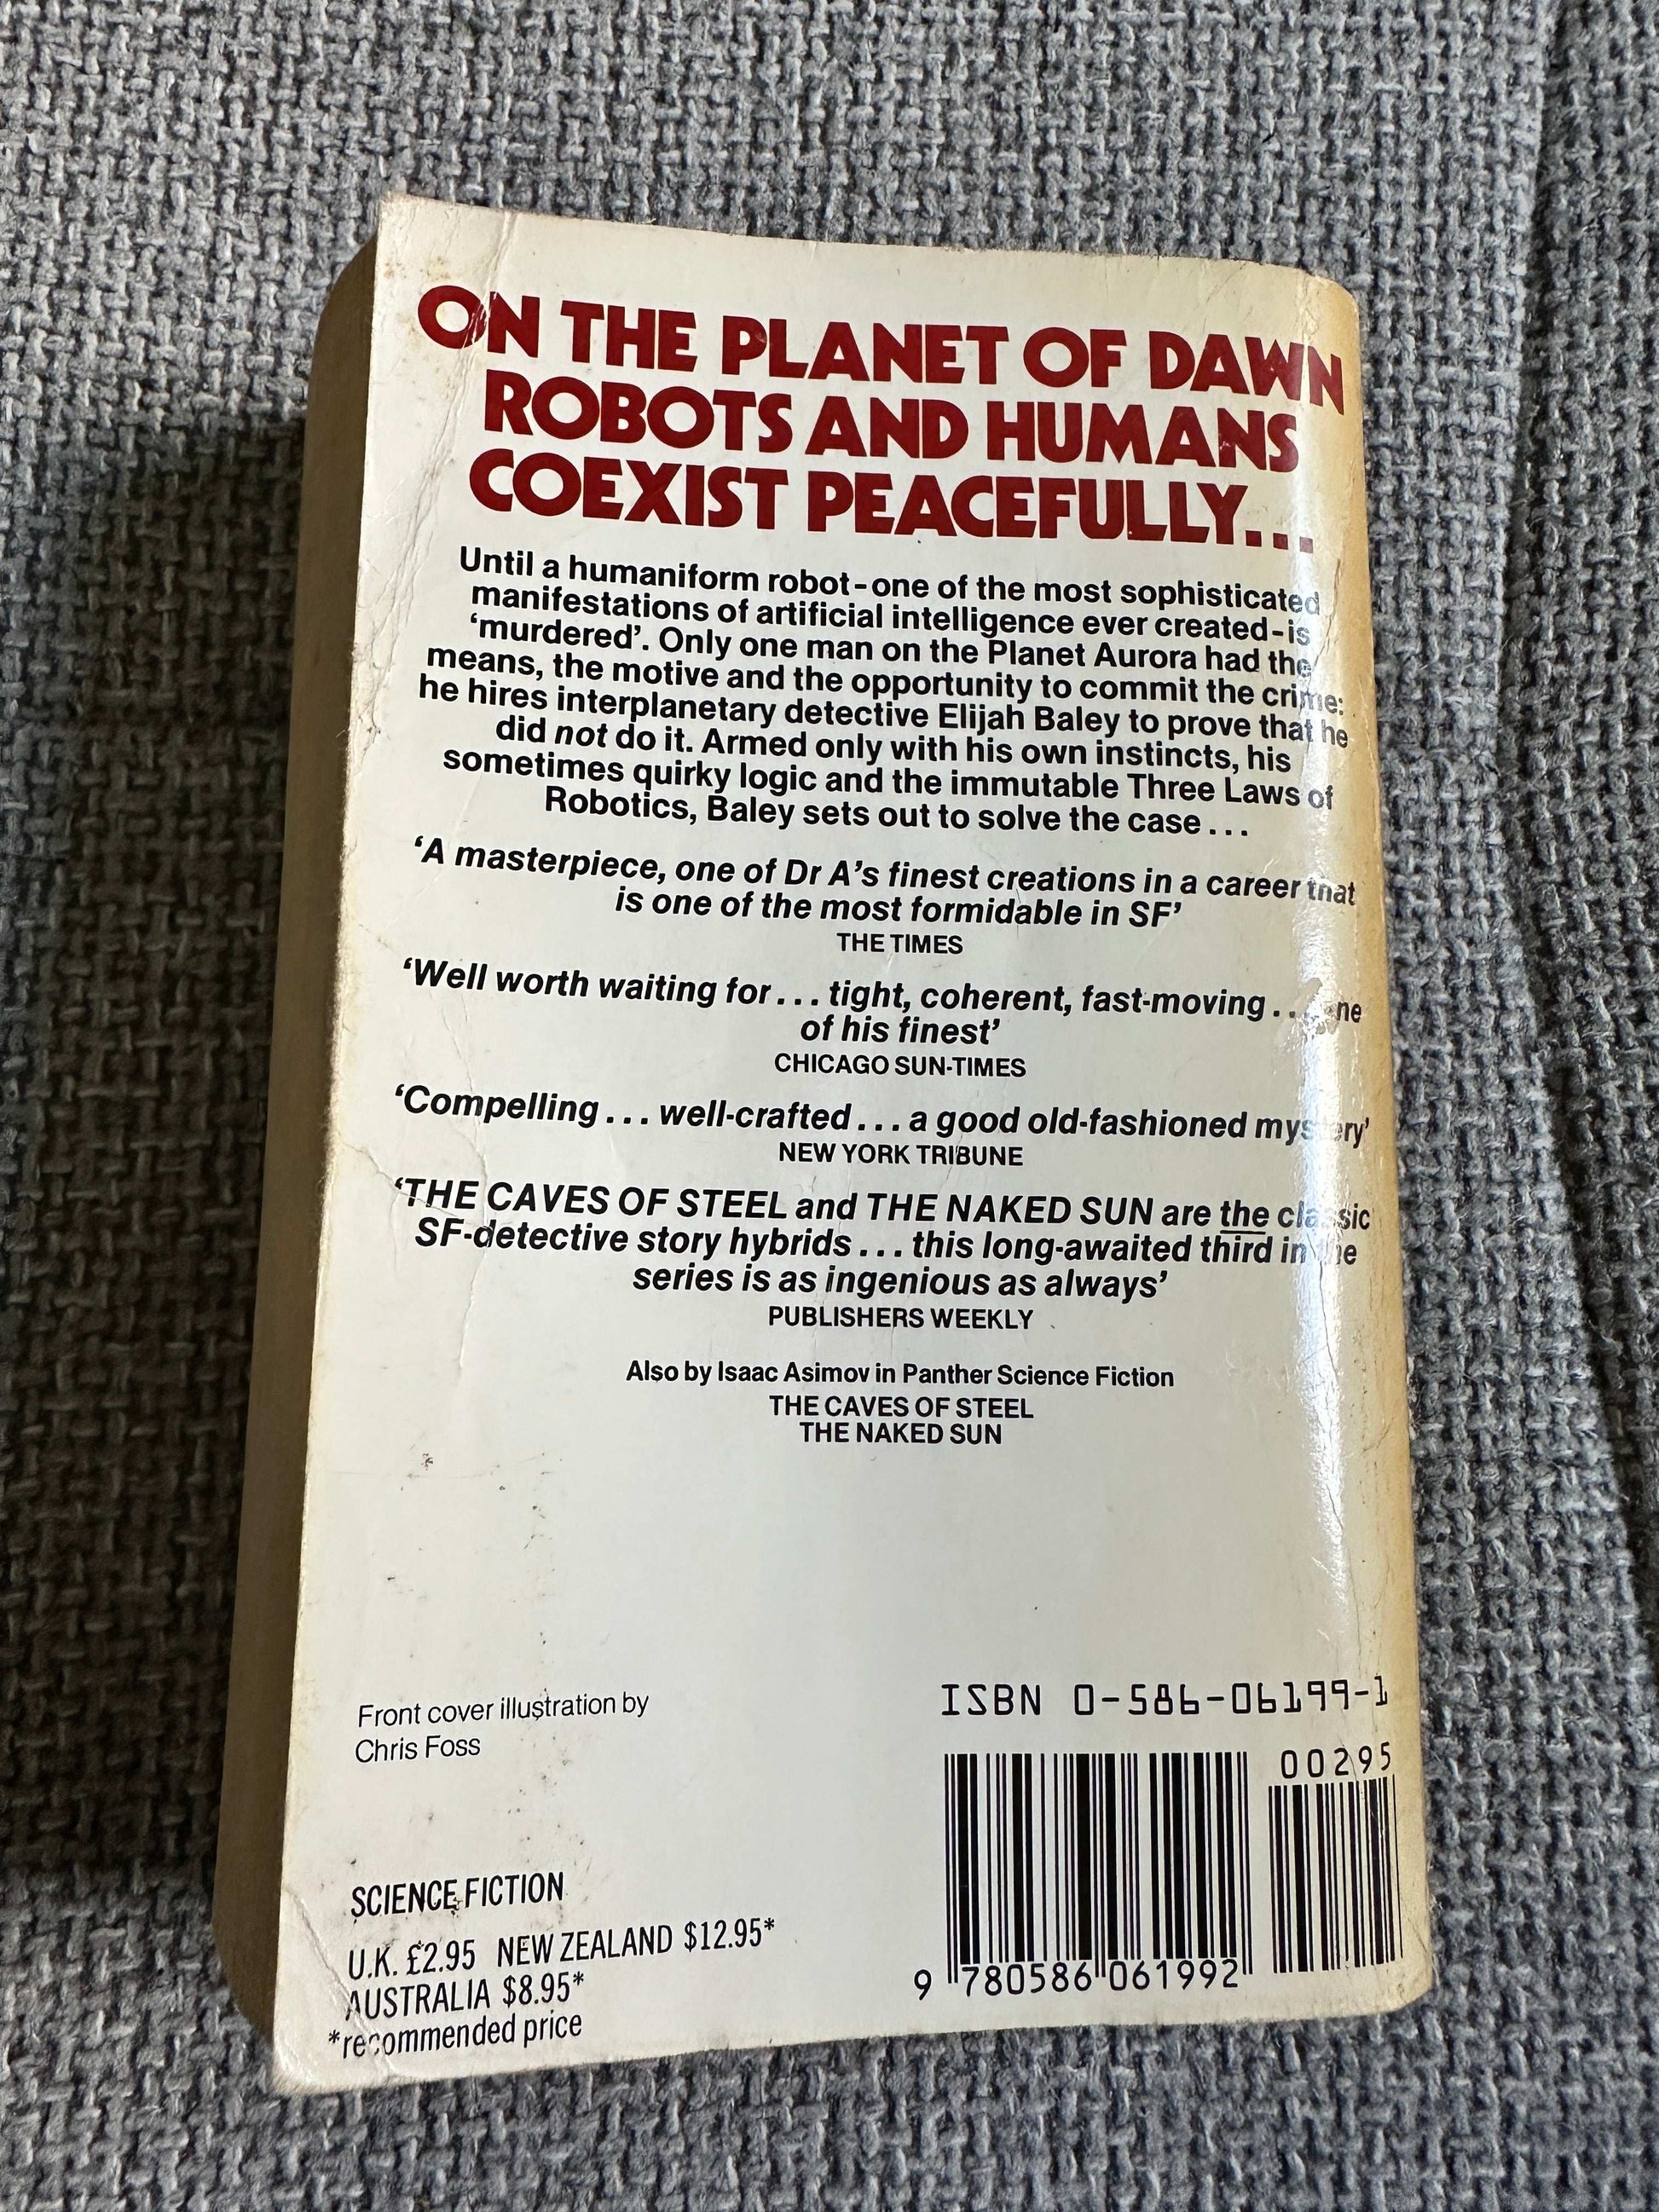 ON THE PLANET OF DAWN
ROBOTS AND HUMANS
COEXIST PEACEFULLY...
Until a humaniform robot-one of the most sophisticated
manifestations of artificial intelligence ever created-is
‘murdered’. Only one man on the Planet Aurora had the
means, the motive and the opportunity to commit the crime:
he hires interplanetary detective Elijah Baley to prove that he
did not do it. Armed only with his own instincts, his
sometimes quirky logic and the immutable Three Laws of
Robotics, Baley sets out to solve the case...
‘A masterpiece, one of Dr A’s finest creations in a career that
is one of the most formidable in SF’
THE TIMES
‘Well worth waiting for... tight, coherent, fast-moving... one
of his finest’
CHICAGO SUN-TIMES
‘Compelling... well-crafted... a good old-fashioned mystery’
NEW YORK TRIBUNE
‘THE CAVES OF STEEL and THE NAKED SUN are the classic
SF-detective story hybrids... this long-awaited third in the
series is as ingenious as always’
PUBLISHERS WEEKLY
Also by Isaac Asimov in Panther Science Fiction
THE CAVES OF STEEL
THE NAKED SUN
Front cover illustration by
Chris Foss
ISBN 0-586-06199-1
00295
9 780586 061992
SCIENCE FICTION
U.K. £2.95 NEW ZEALAND $12.95*
AUSTRALIA $8.95*
*recommended price